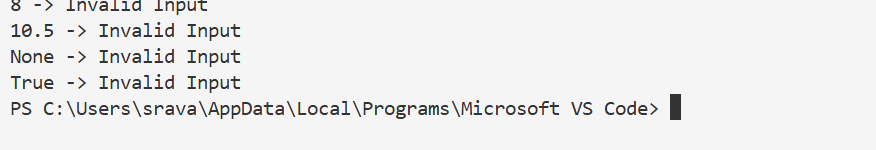 8 -> Invalid Input
10.5 -> Invalid Input
None -> Invalid Input
True -> Invalid Input
PS C:\Users\srava\AppData\Local\Programs\Microsoft VS Code>